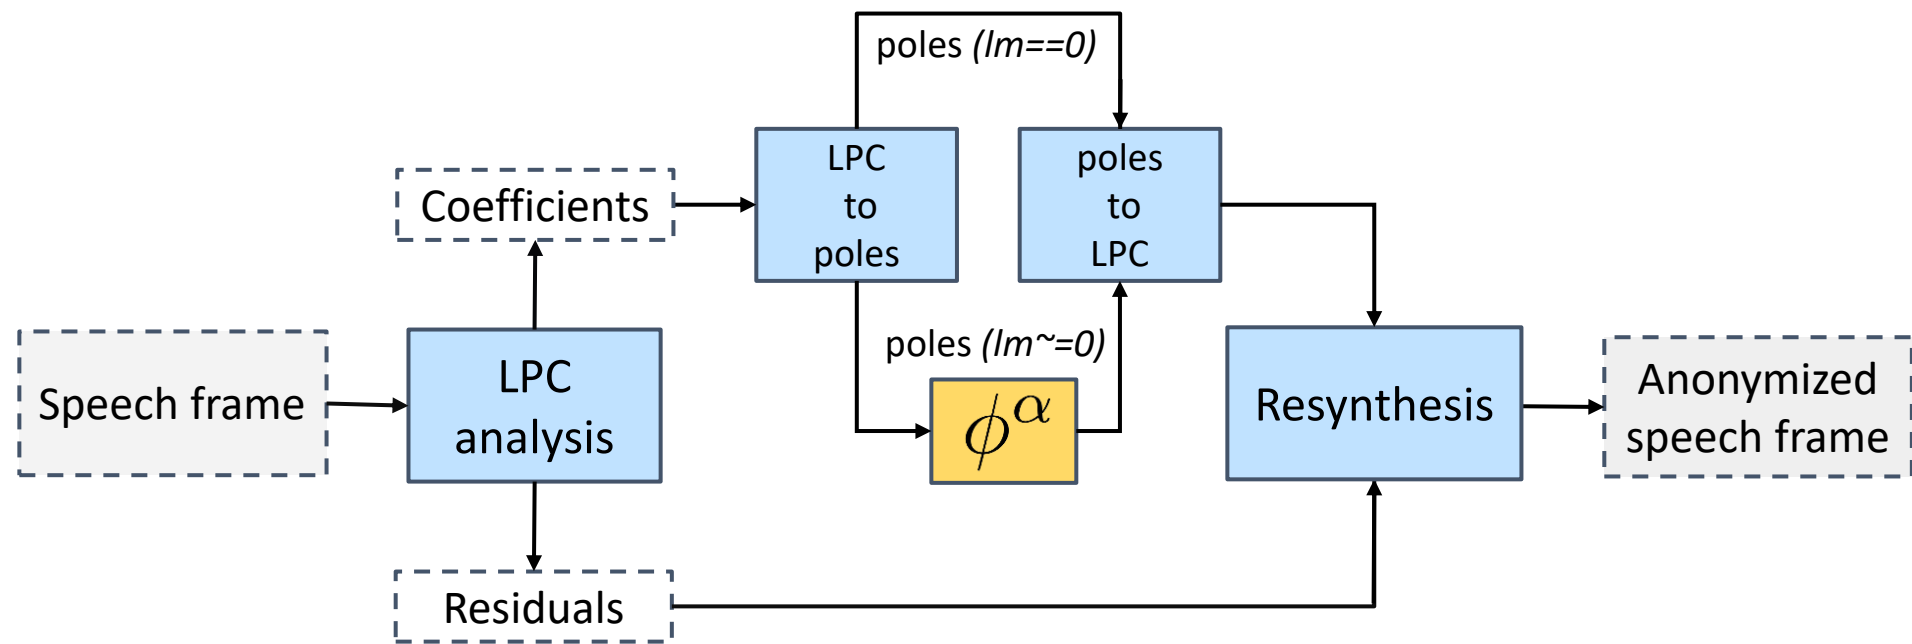 poles (Im==0)
LPC
to
poles
poles
to
LPC
Coefficients
poles (Im~=0)
Speech frame
LPC
analysis
ϕ^α
Resynthesis
Anonymized
speech frame
Residuals